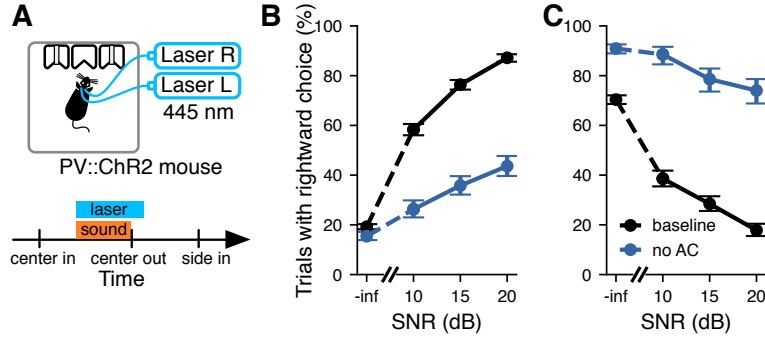 A
Laser R
Laser L
445 nm
PV::ChR2 mouse
laser
sound
center in
center out
side in
Time
B
Trials with rightward choice (%)
100
80
60
40
20
0
-inf
10
15
20
SNR (dB)
C
100
80
60
40
20
0
baseline
no AC
-inf
10
15
20
SNR (dB)